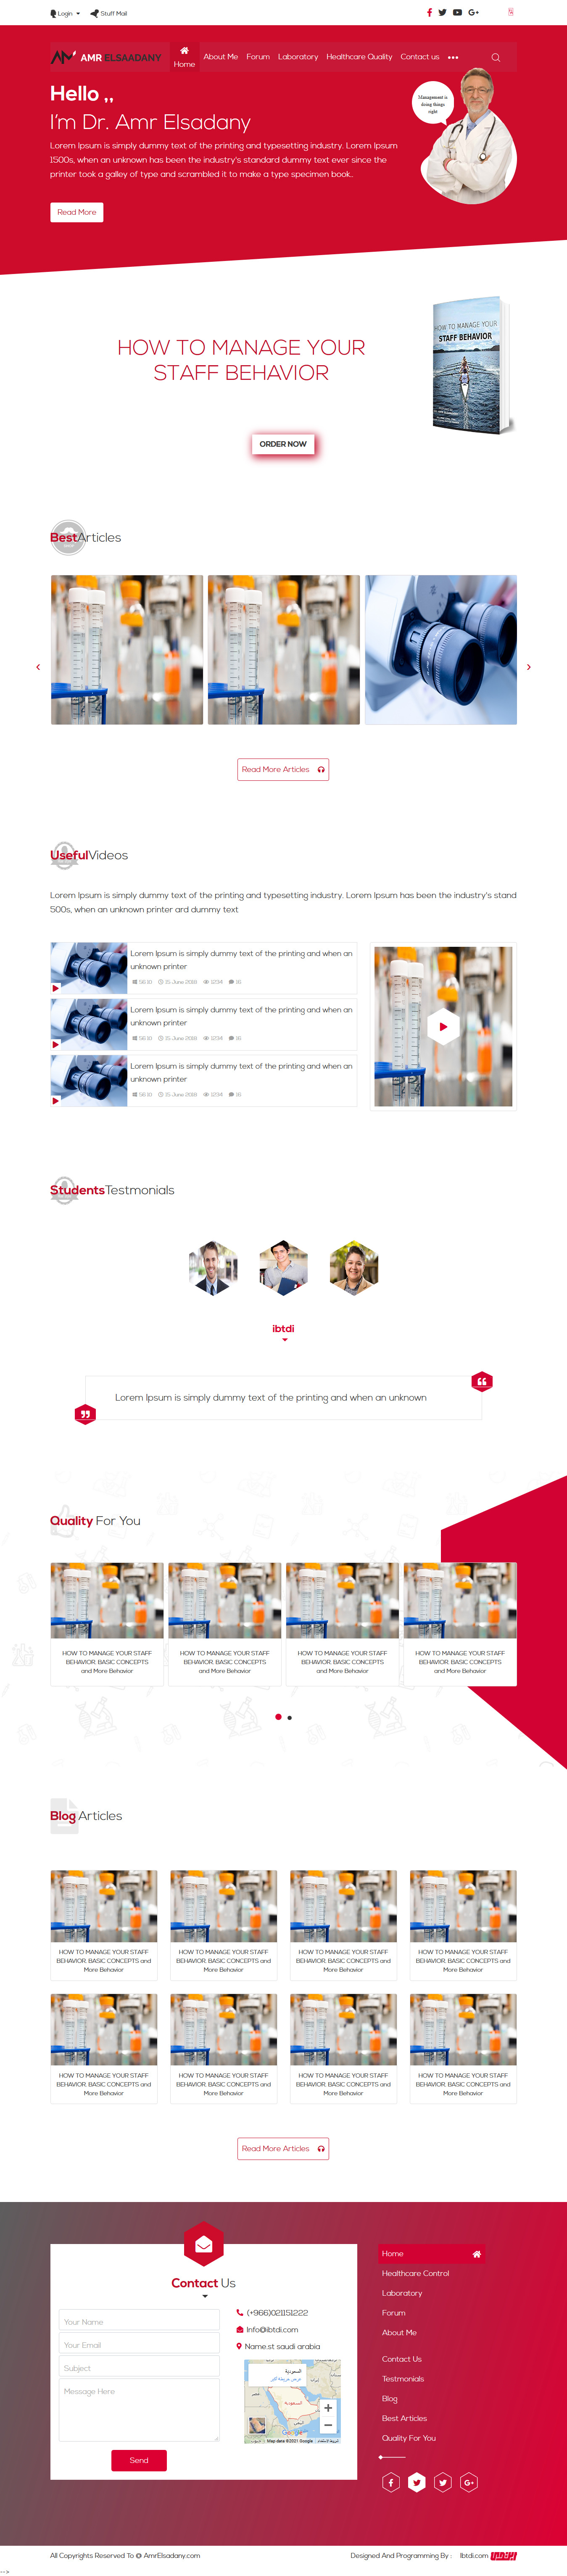 Login
Stuff Mail
AMR ELSAADANY
Home
About Me
Forum
Laboratory
Healthcare Quality
Contact us
Hello ,,
I'm Dr. Amr Elsadany
Lorem Ipsum is simply dummy text of the printing and typesetting industry. Lorem Ipsum
1500s, when an unknown has been the industry's standard dummy text ever since the
printer took a galley of type and scrambled it to make a type specimen book..
Management is
doing things
right
Read More
HOW TO MANAGE YOUR
STAFF BEHAVIOR
HOW TO MANAGE YOUR
STAFF BEHAVIOR
ORDER NOW
BestArticles
Read More Articles
UsefulVideos
Lorem Ipsum is simply dummy text of the printing and typesetting industry. Lorem Ipsum has been the industry's stand
500s, when an unknown printer ard dummy text
Lorem Ipsum is simply dummy text of the printing and when an
unknown printer
56:10 15-June 2018 1234 16
Lorem Ipsum is simply dummy text of the printing and when an
unknown printer
56:10 15-June 2018 1234 16
Lorem Ipsum is simply dummy text of the printing and when an
unknown printer
56:10 15-June 2018 1234 16
StudentsTestmonials
ibtdi
Lorem Ipsum is simply dummy text of the printing and when an unknown
Quality For You
HOW TO MANAGE YOUR STAFF
BEHAVIOR, BASIC CONCEPTS
and More Behavior
HOW TO MANAGE YOUR STAFF
BEHAVIOR, BASIC CONCEPTS
and More Behavior
HOW TO MANAGE YOUR STAFF
BEHAVIOR, BASIC CONCEPTS
and More Behavior
HOW TO MANAGE YOUR STAFF
BEHAVIOR, BASIC CONCEPTS
and More Behavior
Blog Articles
HOW TO MANAGE YOUR STAFF
BEHAVIOR, BASIC CONCEPTS and
More Behavior
HOW TO MANAGE YOUR STAFF
BEHAVIOR, BASIC CONCEPTS and
More Behavior
HOW TO MANAGE YOUR STAFF
BEHAVIOR, BASIC CONCEPTS and
More Behavior
HOW TO MANAGE YOUR STAFF
BEHAVIOR, BASIC CONCEPTS and
More Behavior
HOW TO MANAGE YOUR STAFF
BEHAVIOR, BASIC CONCEPTS and
More Behavior
HOW TO MANAGE YOUR STAFF
BEHAVIOR, BASIC CONCEPTS and
More Behavior
HOW TO MANAGE YOUR STAFF
BEHAVIOR, BASIC CONCEPTS and
More Behavior
HOW TO MANAGE YOUR STAFF
BEHAVIOR, BASIC CONCEPTS and
More Behavior
Read More Articles
Contact Us
Your Name
Your Email
Subject
Message Here
Send
(+966)021151222
Info@ibtdi.com
Name.st saudi arabia
السعودية
عرض خريطة أكبر
السعودية
Google
Map data ©2021 Google
Home
Healthcare Control
Laboratory
Forum
About Me
Contact Us
Testmonials
Blog
Best Articles
Quality For You
All Copyrights Reserved To @ AmrElsadany.com
Designed And Programming By : Ibtdi.com
-->